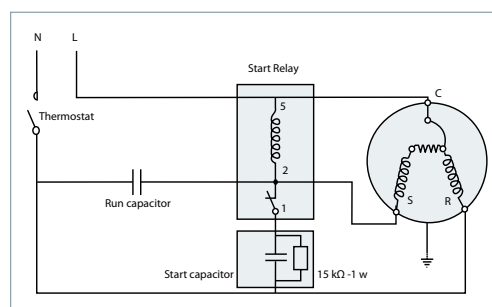 N L
Start Relay
C
5
Thermostat
2
Run capacitor
S R
1
Start capacitor
15 kΩ -1 w